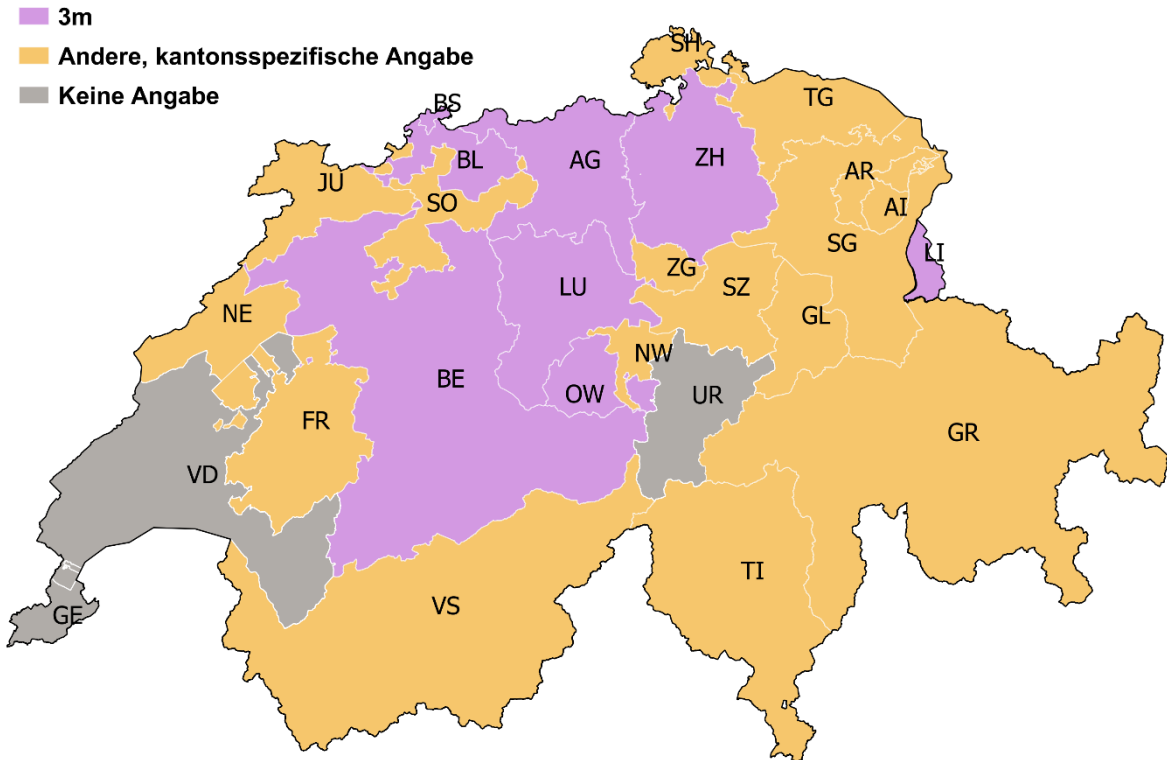 3m
Andere, kantonsspezifische Angabe
Keine Angabe
SH
TG
BS
BL
AG
ZH
AR
JU
AI
SO
SG
LI
ZG
LU
SZ
NE
GL
NW
BE
OW
UR
FR
GR
VD
TI
VS
GE